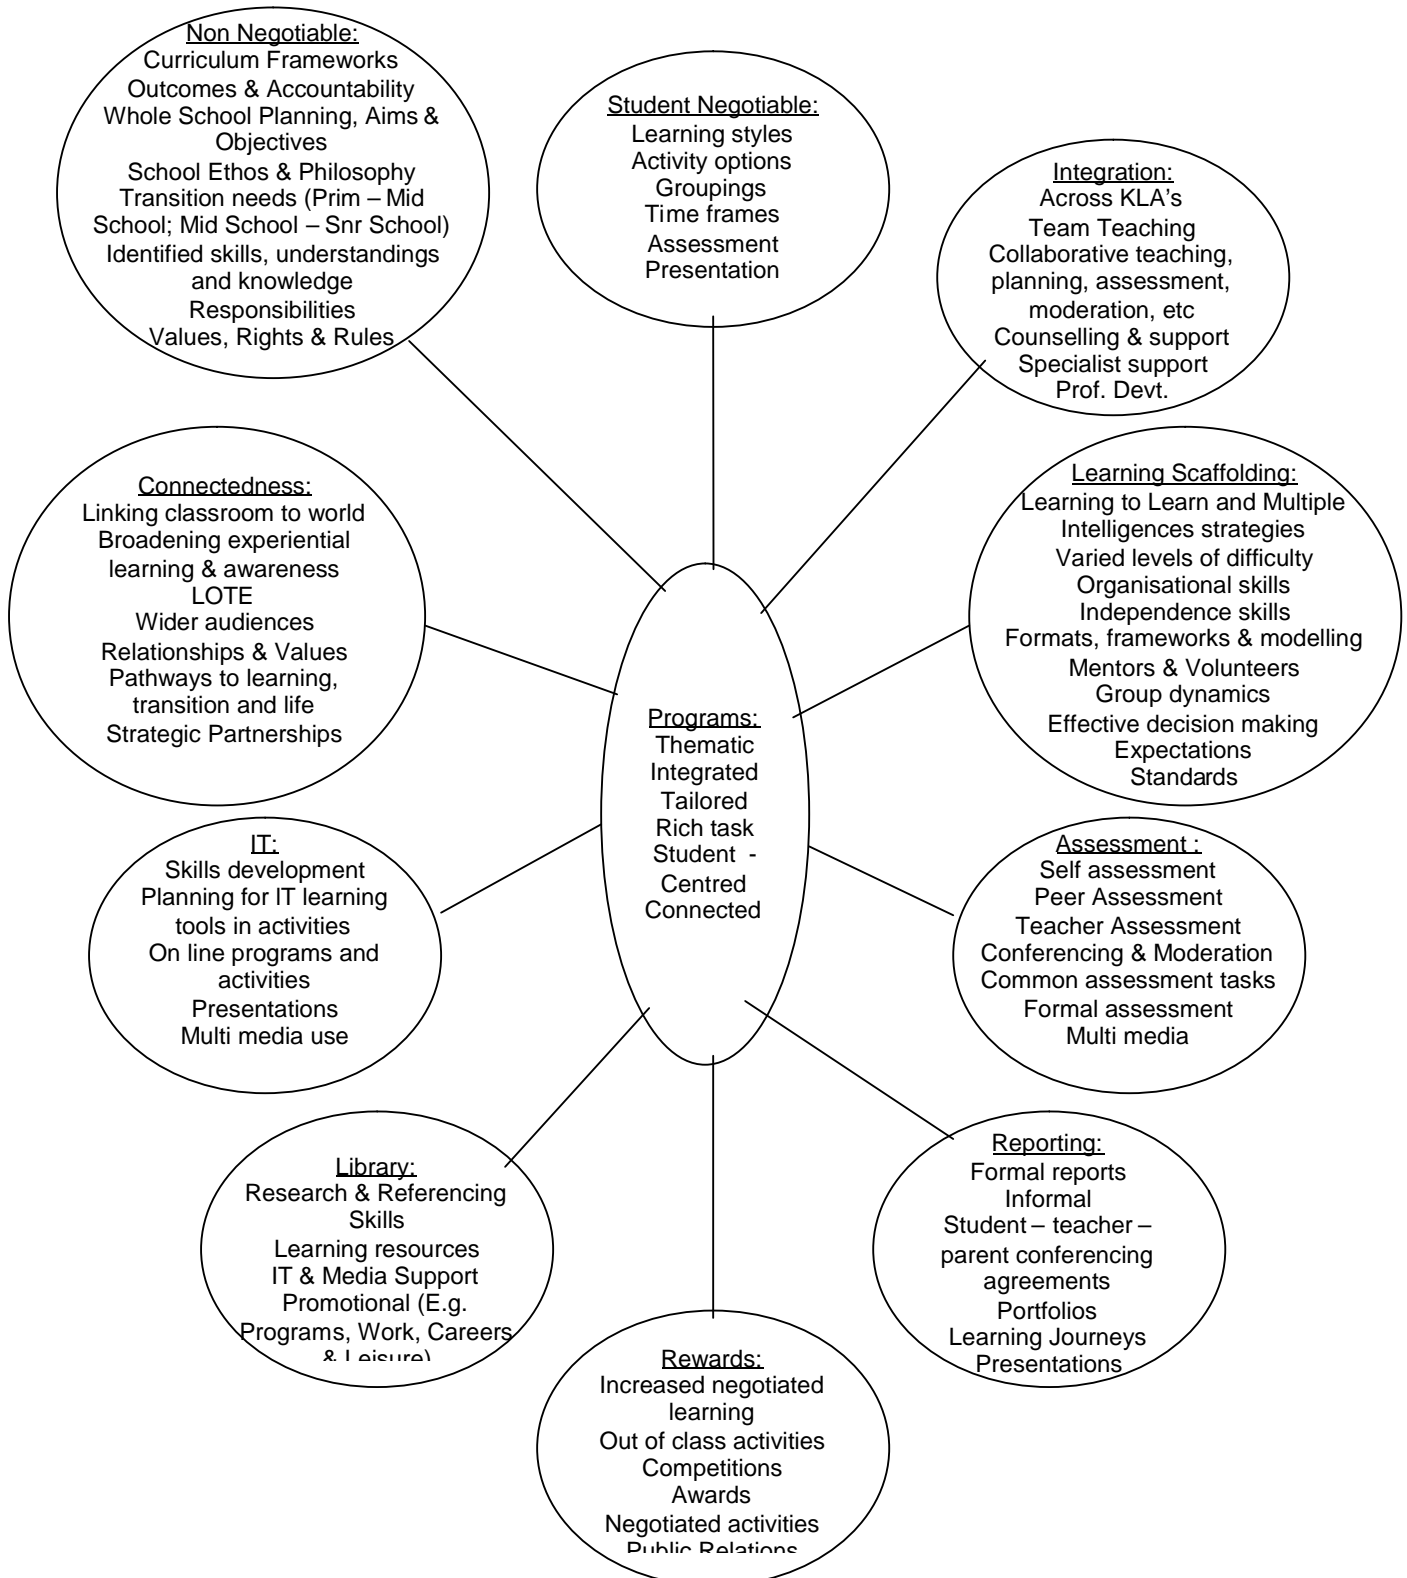 Non Negotiable:
Curriculum Frameworks
Outcomes & Accountability
Whole School Planning, Aims &
Objectives
School Ethos & Philosophy
Transition needs (Prim – Mid
School; Mid School – Snr School)
Identified skills, understandings
and knowledge
Responsibilities
Values, Rights & Rules
Student Negotiable:
Learning styles
Activity options
Groupings
Time frames
Assessment
Presentation
Integration:
Across KLA’s
Team Teaching
Collaborative teaching,
planning, assessment,
moderation, etc
Counselling & support
Specialist support
Prof. Devt.
Connectedness:
Linking classroom to world
Broadening experiential
learning & awareness
LOTE
Wider audiences
Relationships & Values
Pathways to learning,
transition and life
Strategic Partnerships
Learning Scaffolding:
Learning to Learn and Multiple
Intelligences strategies
Varied levels of difficulty
Organisational skills
Independence skills
Formats, frameworks & modelling
Mentors & Volunteers
Group dynamics
Effective decision making
Expectations
Standards
Programs:
Thematic
Integrated
Tailored
Rich task
Student -
Centred
Connected
IT:
Skills development
Planning for IT learning
tools in activities
On line programs and
activities
Presentations
Multi media use
Assessment :
Self assessment
Peer Assessment
Teacher Assessment
Conferencing & Moderation
Common assessment tasks
Formal assessment
Multi media
Library:
Research & Referencing
Skills
Learning resources
IT & Media Support
Promotional (E.g.
Programs, Work, Careers
& Leisure)
Reporting:
Formal reports
Informal
Student – teacher –
parent conferencing
agreements
Portfolios
Learning Journeys
Presentations
Rewards:
Increased negotiated
learning
Out of class activities
Competitions
Awards
Negotiated activities
Public Relations